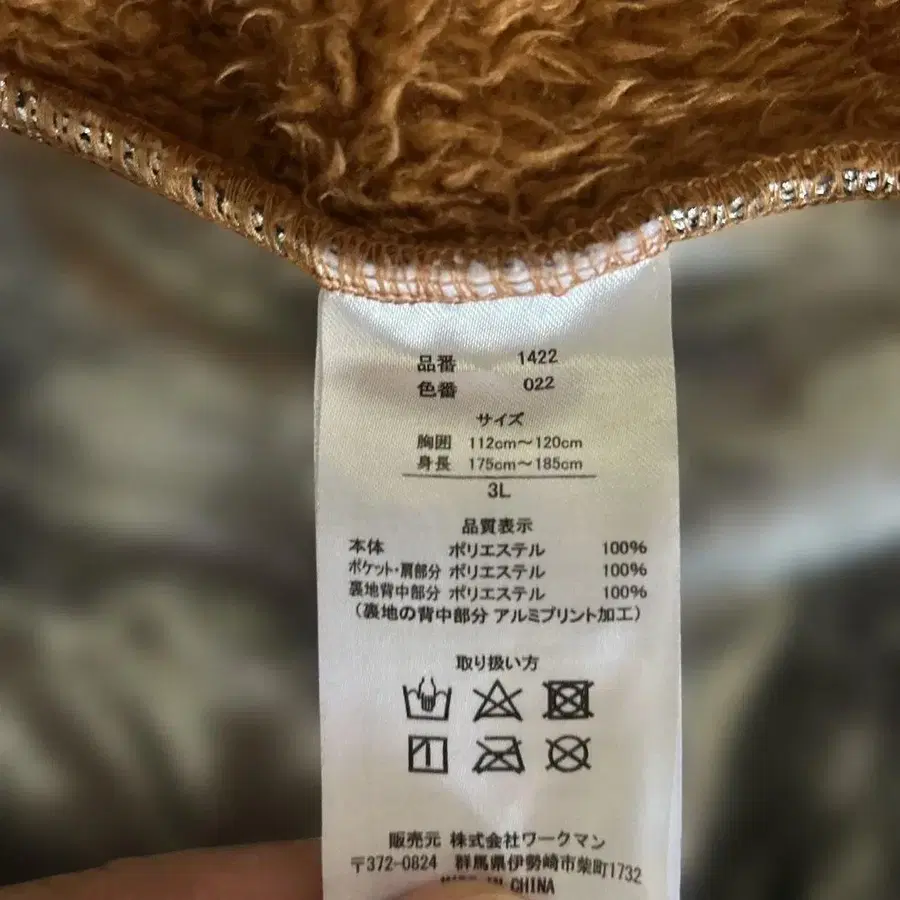 品番 1422
色番 022
サイズ
胸囲 112cm～120cm
身長 175cm～185cm
3L
品質表示
本体 ポリエステル 100%
ポケット・肩部分 ポリエステル 100%
裏地背中部分 ポリエステル 100%
(裏地の背中部分 アルミプリント加工)
取り扱い方
販売元 株式会社ワークマン
〒372-0824 群馬県伊勢崎市柴町1732
CHINA